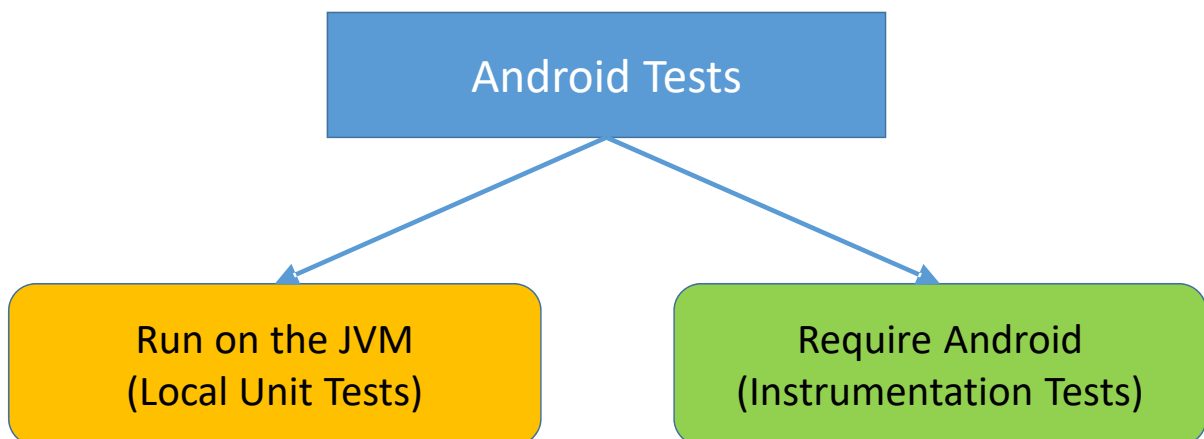 Android Tests
Run on the JVM
(Local Unit Tests)
Require Android
(Instrumentation Tests)